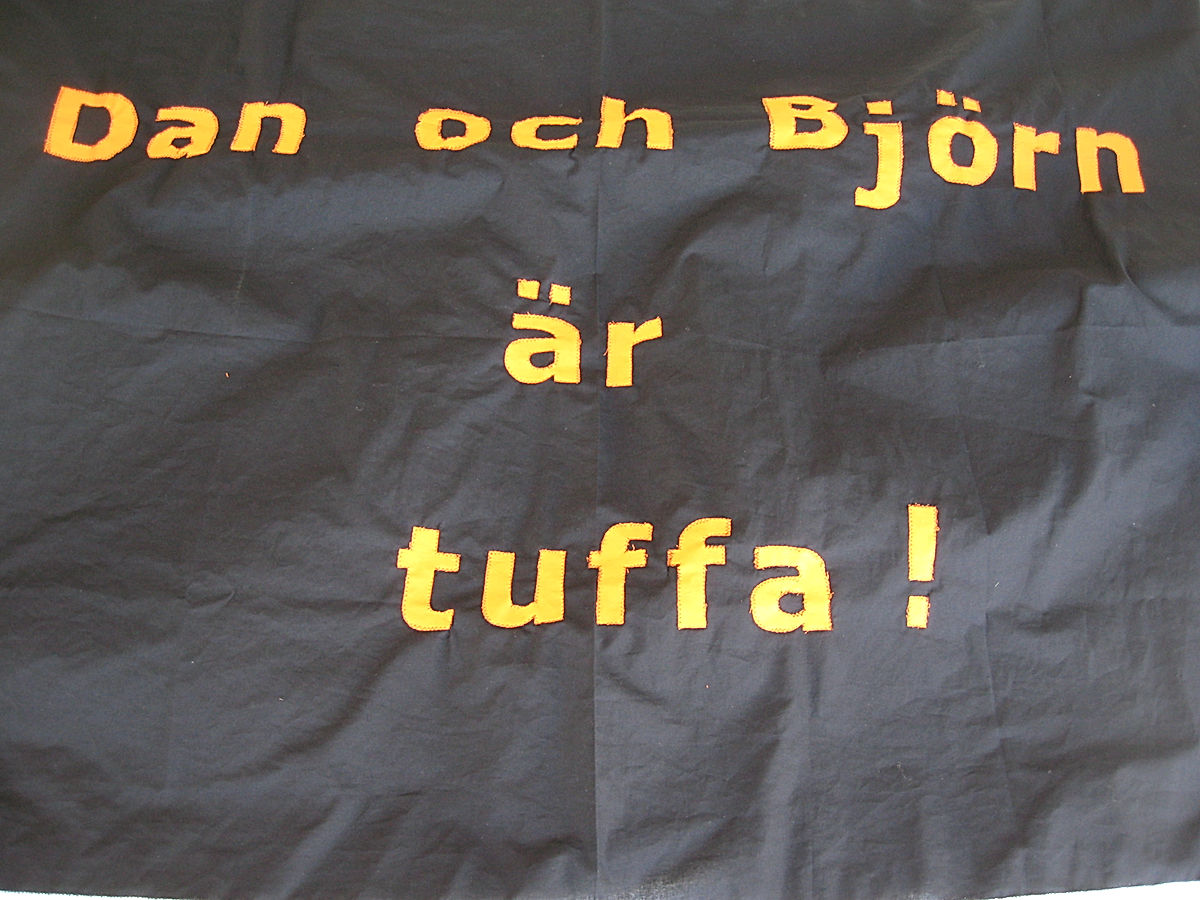 Dan och Björn
är
tuffa!